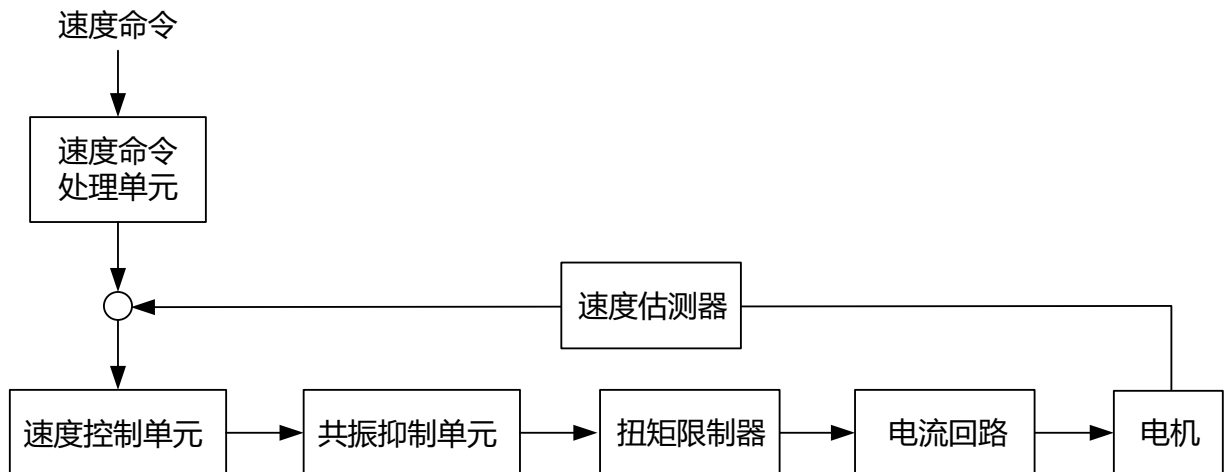 速度命令
速度命令
处理单元
速度估测器
速度控制单元
共振抑制单元
扭矩限制器
电流回路
电机